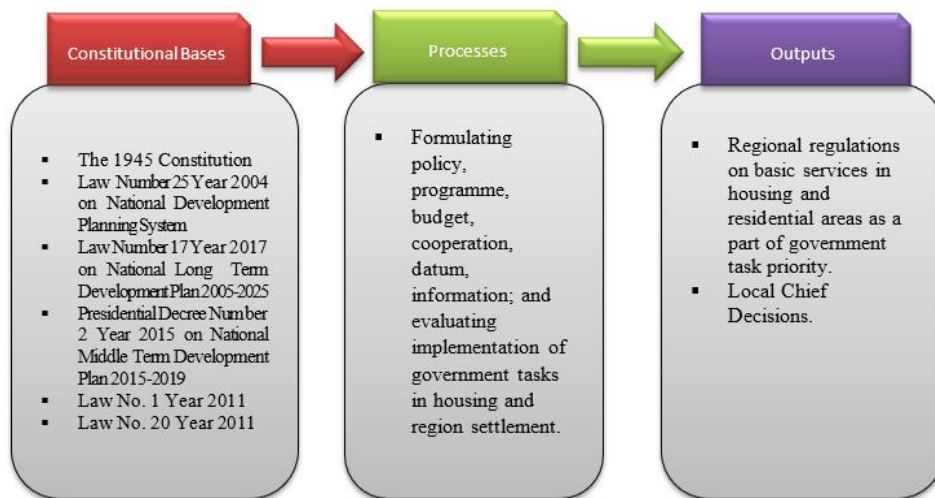 Constitutional Bases
Processes
Outputs
▪ The 1945 Constitution
▪ Law Number 25 Year 2004
on National Development
Planning System
▪ Law Number 17 Year 2017
on National Long Term
Development Plan 2005-2025
▪ Presidential Decree Number
2 Year 2015 on National
Middle Term Development
Plan 2015-2019
▪ Law No. 1 Year 2011
▪ Law No. 20 Year 2011
▪ Formulating
policy,
programme,
budget,
cooperation,
datum,
information; and
evaluating
implementation of
government tasks
in housing and
region settlement.
▪ Regional regulations
on basic services in
housing and
residential areas as a
part of government
task priority.
▪ Local Chief
Decisions.